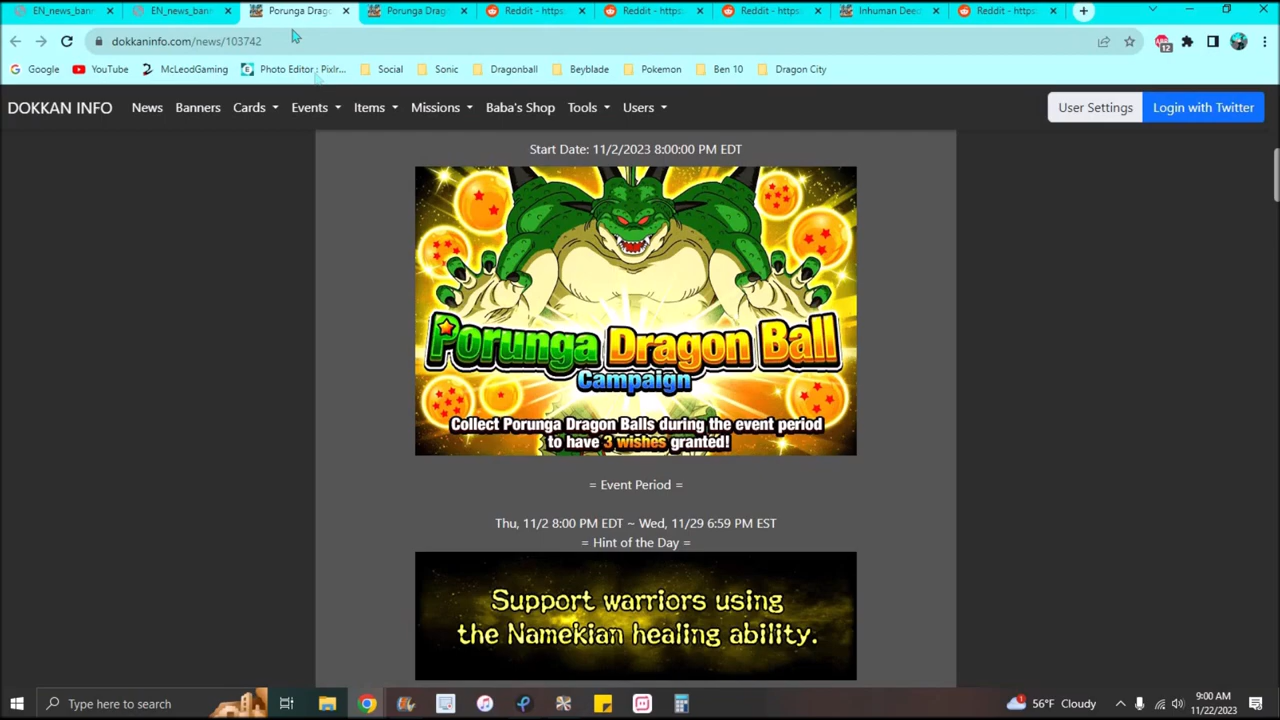 EN_news_bann
EN_news_bann
Porunga Drag
Porunga Drag
Reddit - https:
Reddit - https:
Reddit - https:
Inhuman Deed
Reddit - https:
dokkaninfo.com/news/103742
12
Google
YouTube
McLeodGaming
Photo Editor : Pixlr...
Social
Sonic
Dragonball
Beyblade
Pokemon
Ben 10
Dragon City
DOKKAN INFO
News
Banners
Cards
Events
Items
Missions
Baba's Shop
Tools
Users
User Settings
Login with Twitter
Start Date: 11/2/2023 8:00:00 PM EDT
Porunga Dragon Ball
Campaign
Collect Porunga Dragon Balls during the event period
to have 3 wishes granted!
= Event Period =
Thu, 11/2 8:00 PM EDT ~ Wed, 11/29 6:59 PM EST
= Hint of the Day =
Support warriors using
the Namekian healing ability.
Type here to search
56°F Cloudy
9:00 AM
11/22/2023